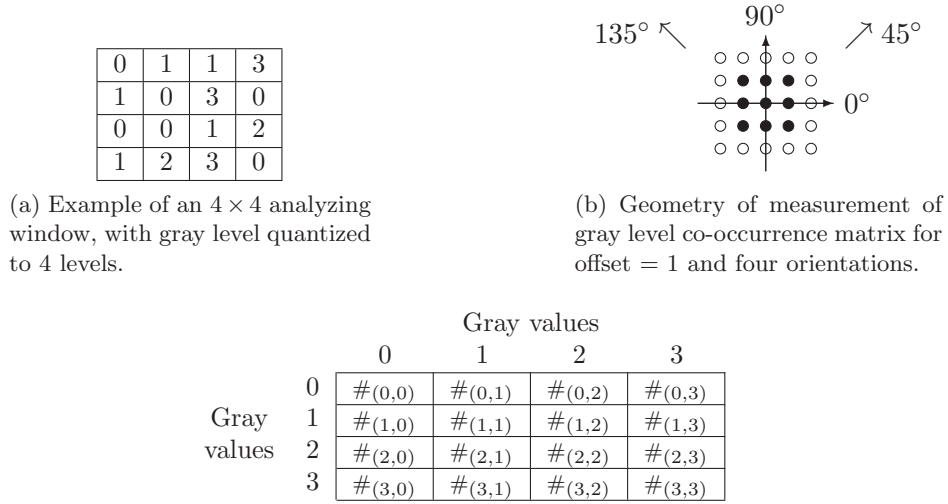 0 1 1 3
1 0 3 0
0 0 1 2
1 2 3 0
(a) Example of an 4 × 4 analyzing
window, with gray level quantized
to 4 levels.
90°
135°
45°
0°
(b) Geometry of measurement of
gray level co-occurrence matrix for
offset = 1 and four orientations.
Gray values
0 1 2 3
Gray
values
0 #(0,0) #(0,1) #(0,2) #(0,3)
1 #(1,0) #(1,1) #(1,2) #(1,3)
2 #(2,0) #(2,1) #(2,2) #(2,3)
3 #(3,0) #(3,1) #(3,2) #(3,3)